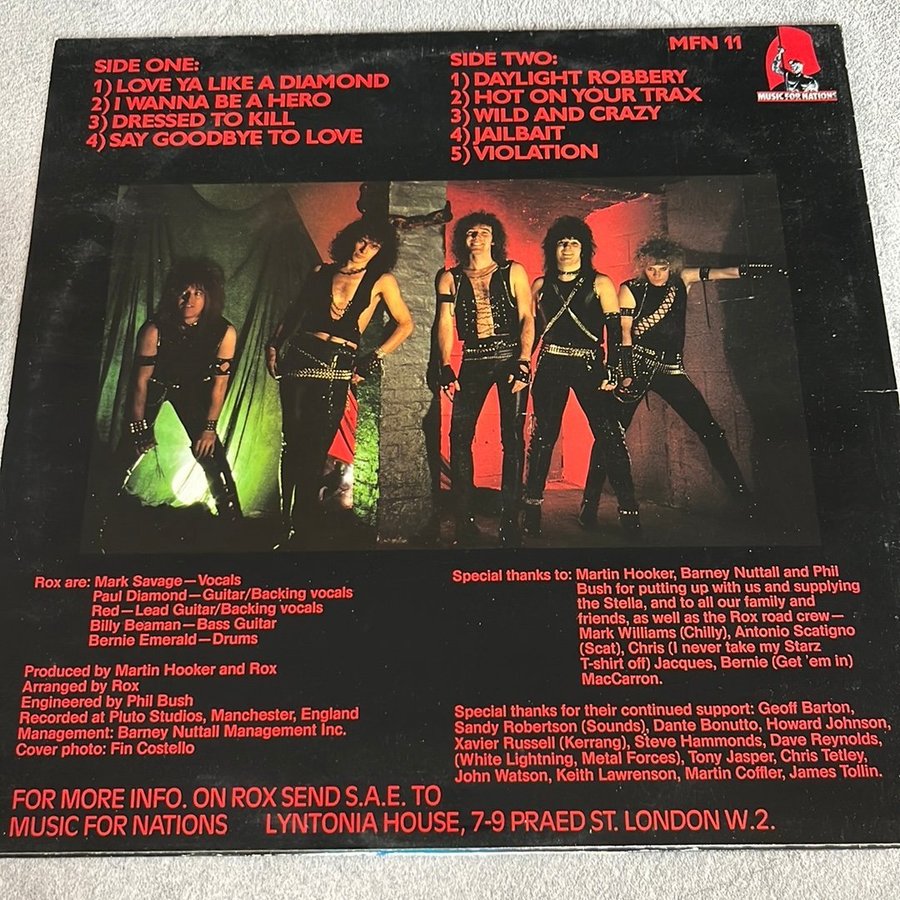 SIDE ONE:
1) LOVE YA LIKE A DIAMOND
2) I WANNA BE A HERO
3) DRESSED TO KILL
4) SAY GOODBYE TO LOVE
SIDE TWO:
1) DAYLIGHT ROBBERY
2) HOT ON YOUR TRAX
3) WILD AND CRAZY
4) JAILBAIT
5) VIOLATION
MFN 11
MUSIC FOR NATIONS
Rox are: Mark Savage—Vocals
Paul Diamond—Guitar/Backing vocals
Red—Lead Guitar/Backing vocals
Billy Beaman—Bass Guitar
Bernie Emerald—Drums
Produced by Martin Hooker and Rox
Arranged by Rox
Engineered by Phil Bush
Recorded at Pluto Studios, Manchester, England
Management: Barney Nuttall Management Inc.
Cover photo: Fin Costello
Special thanks to: Martin Hooker, Barney Nuttall and Phil
Bush for putting up with us and supplying
the Stella, and to all our family and
friends, as well as the Rox road crew—
Mark Williams (Chilly), Antonio Scatigno
(Scat), Chris (I never take my Starz
T-shirt off) Jacques, Bernie (Get 'em in)
MacCarron.
Special thanks for their continued support: Geoff Barton,
Sandy Robertson (Sounds), Dante Bonutto, Howard Johnson,
Xavier Russell (Kerrang), Steve Hammonds, Dave Reynolds,
(White Lightning, Metal Forces), Tony Jasper, Chris Tetley,
John Watson, Keith Lawrenson, Martin Coffler, James Tollin.
FOR MORE INFO. ON ROX SEND S.A.E. TO
MUSIC FOR NATIONS LYNTONIA HOUSE, 7-9 PRAED ST. LONDON W.2.